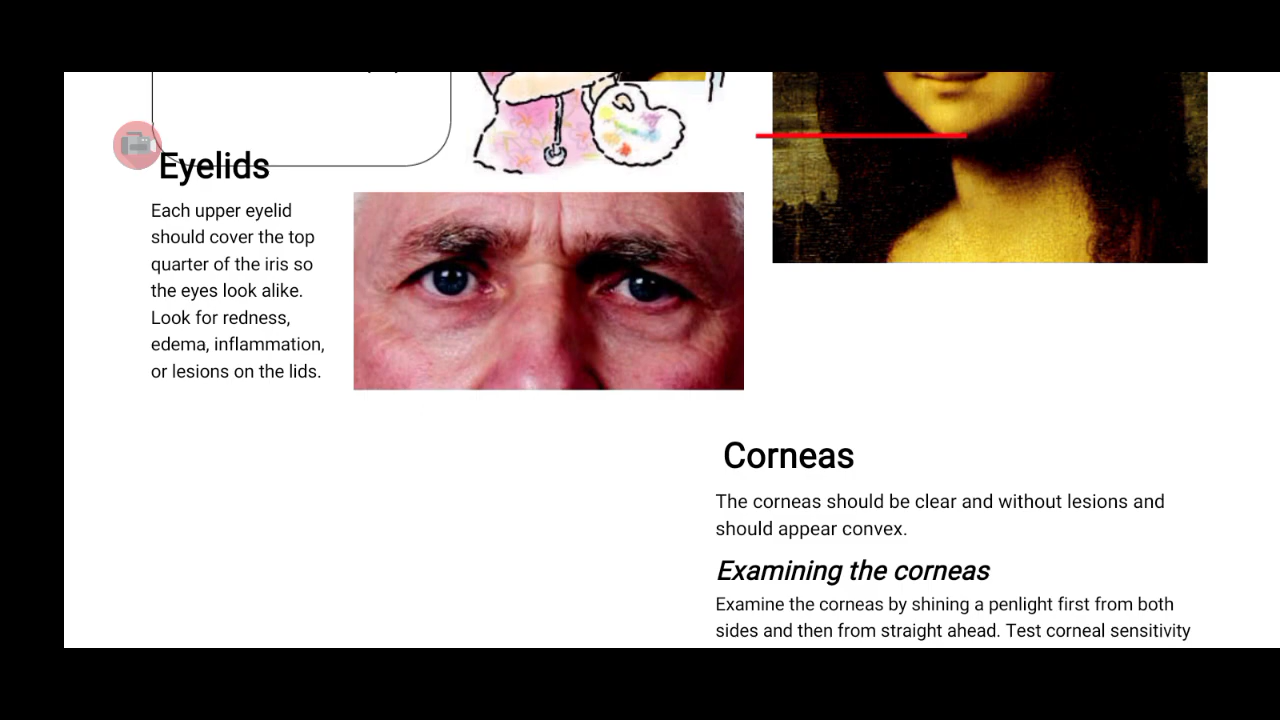 Eyelids
Each upper eyelid
should cover the top
quarter of the iris so
the eyes look alike.
Look for redness,
edema, inflammation,
or lesions on the lids.
Corneas
The corneas should be clear and without lesions and
should appear convex.
Examining the corneas
Examine the corneas by shining a penlight first from both
sides and then from straight ahead. Test corneal sensitivity